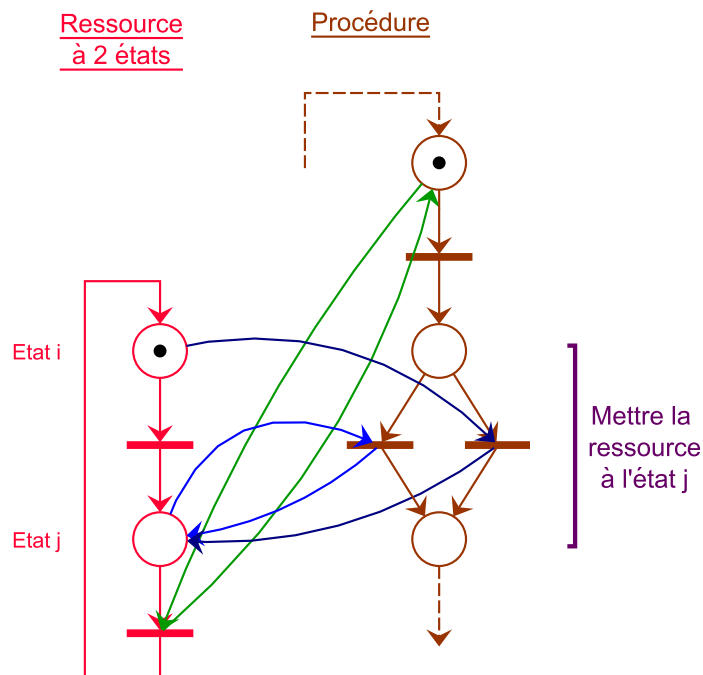 Ressource
à 2 états
Procédure
Etat i
Etat j
Mettre la
ressource
à l'état j